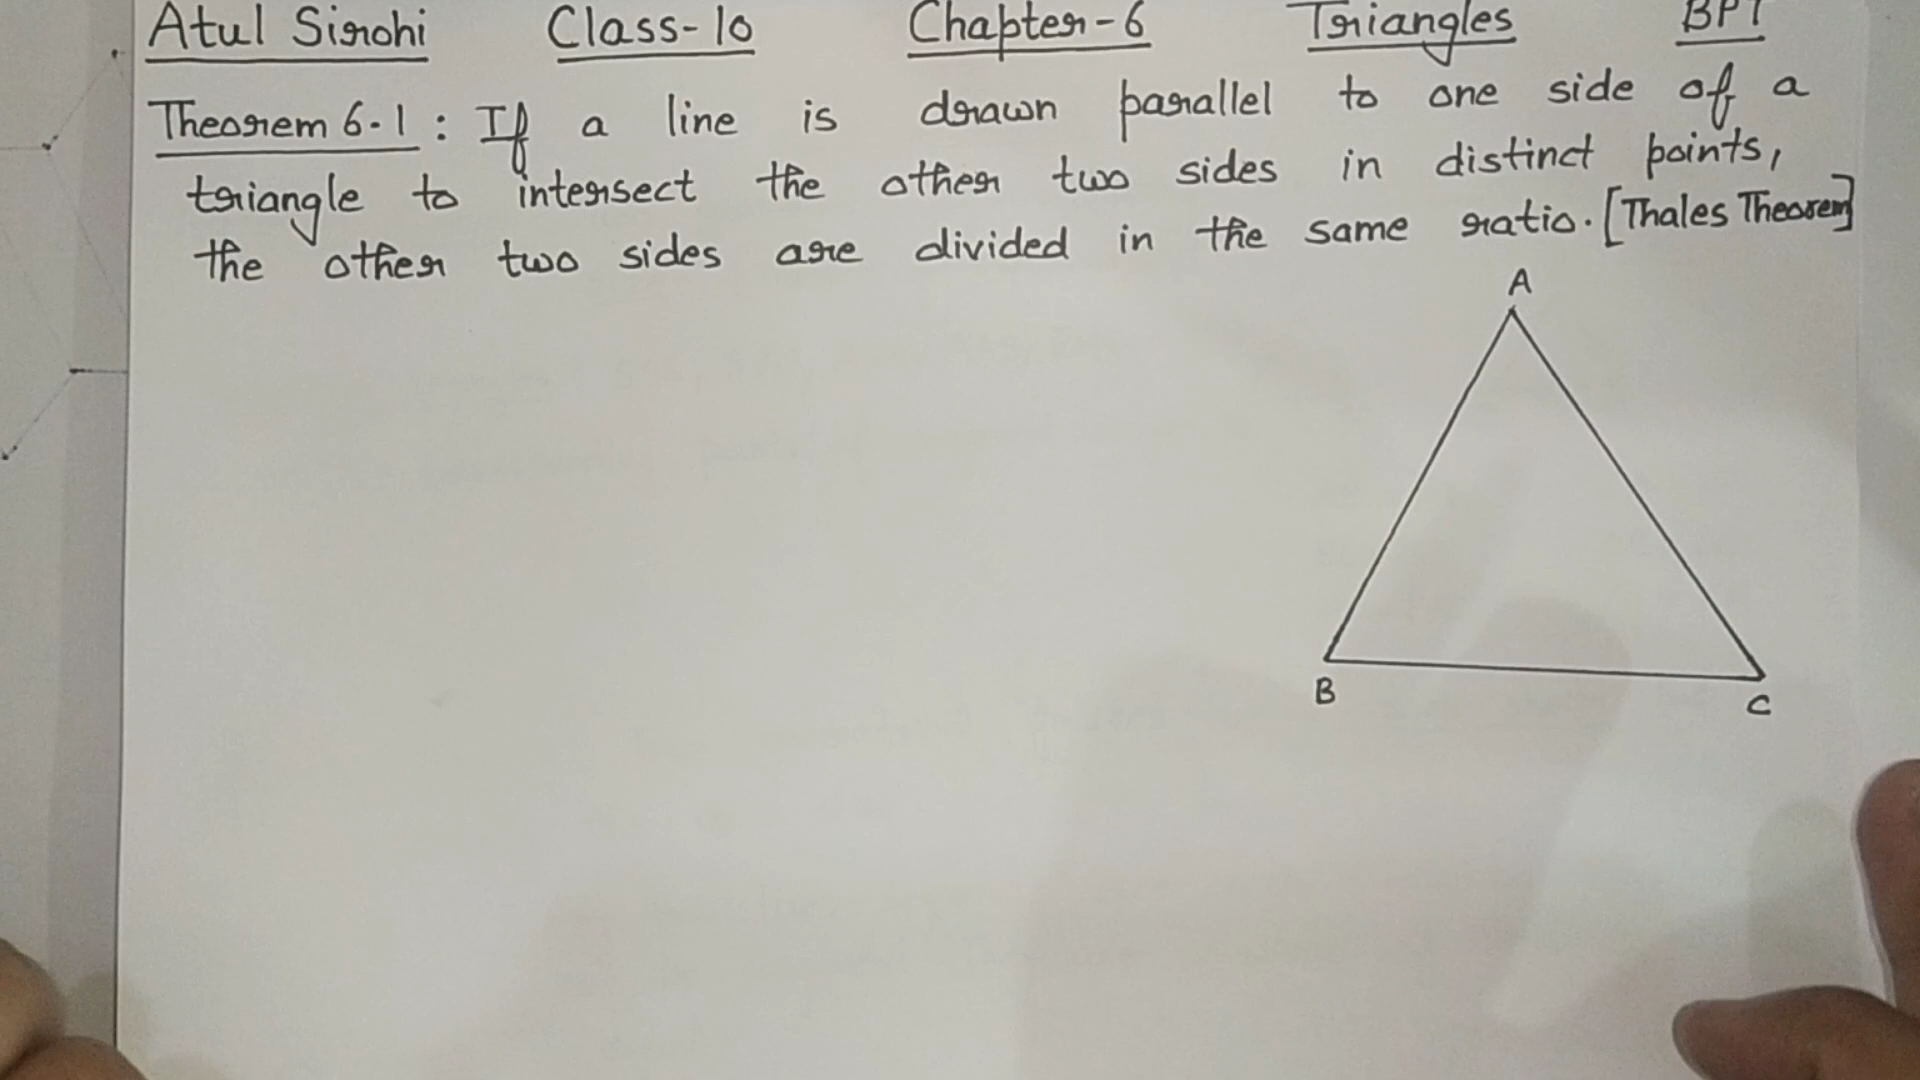 Atul Sirohi Class-10 Chapter-6 Triangles BPT
Theorem 6.1 : If a line is drawn parallel to one side of a
triangle to intersect the other two sides in distinct points,
the other two sides are divided in the same ratio. [Thales Theorem]
A
B
C